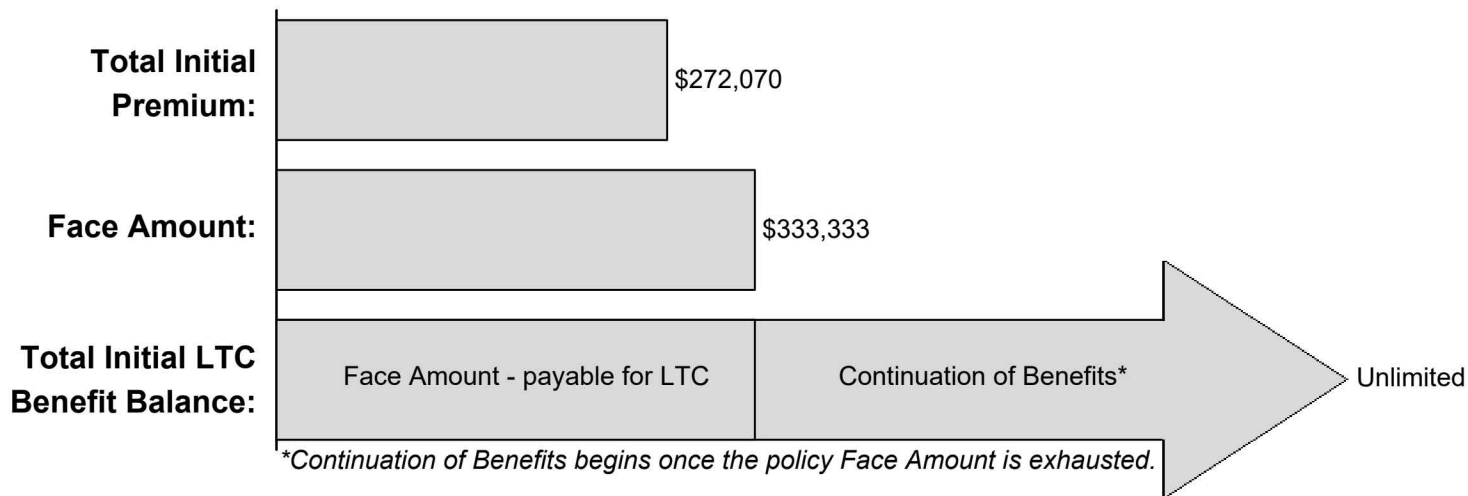 Total Initial
Premium:
$272,070
Face Amount:
$333,333
Total Initial LTC
Benefit Balance:
Face Amount - payable for LTC
Continuation of Benefits*
Unlimited
*Continuation of Benefits begins once the policy Face Amount is exhausted.